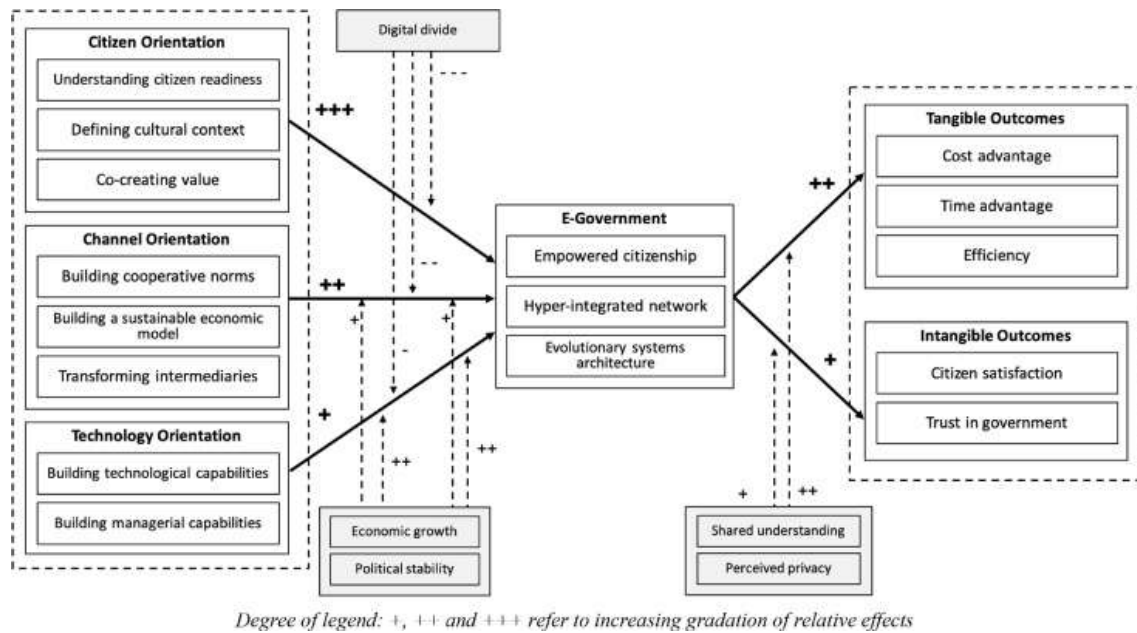 Citizen Orientation
Understanding citizen readiness
Defining cultural context
Co-creating value
Channel Orientation
Building cooperative norms
Building a sustainable economic
model
Transforming intermediaries
Technology Orientation
Building technological capabilities
Building managerial capabilities
Digital divide
- - -
+++
- -
++
+
+
-
+
++
++
Economic growth
Political stability
E-Government
Empowered citizenship
Hyper-integrated network
Evolutionary systems
architecture
++
+
+
++
Shared understanding
Perceived privacy
Tangible Outcomes
Cost advantage
Time advantage
Efficiency
Intangible Outcomes
Citizen satisfaction
Trust in government
Degree of legend: +, ++ and +++ refer to increasing gradation of relative effects